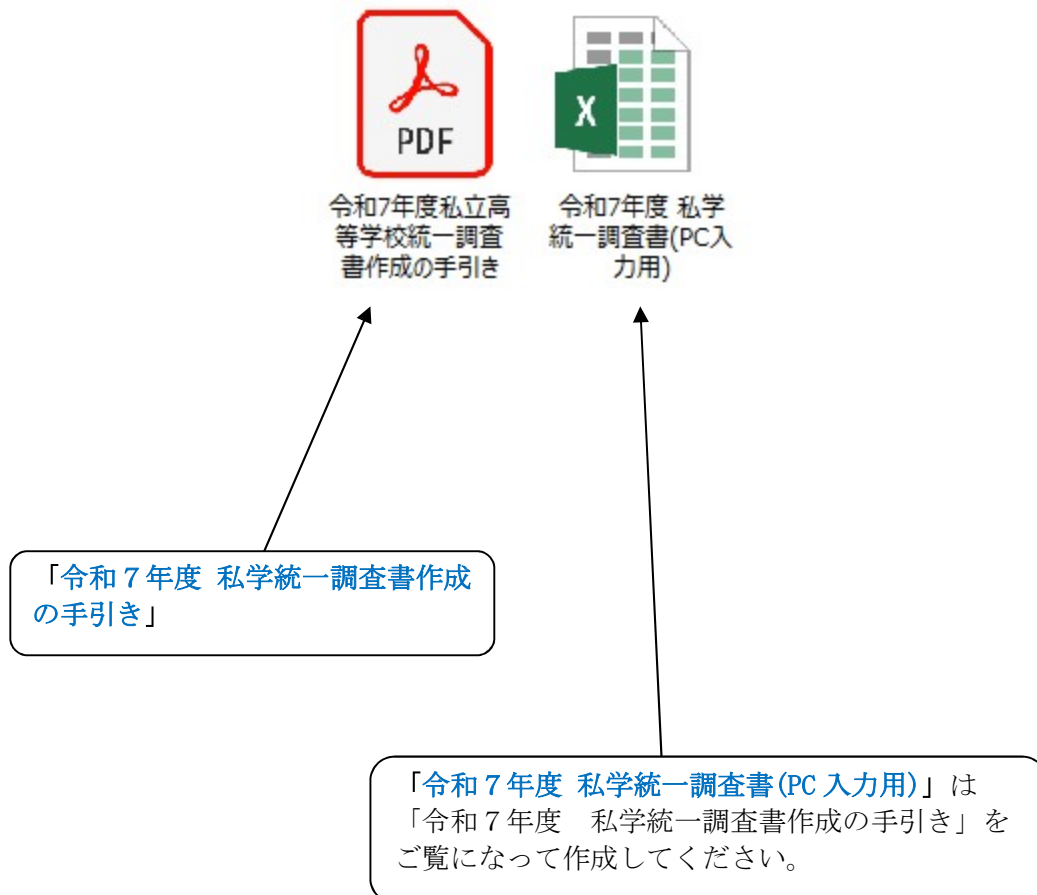 PDF
X
令和7年度私立高
等学校統一調査
書作成の手引き
令和7年度 私学
統一調査書(PC入
力用)
「令和７年度 私学統一調査書作成
の手引き」
「令和７年度 私学統一調査書(PC入力用)」は
「令和７年度　私学統一調査書作成の手引き」を
ご覧になって作成してください。